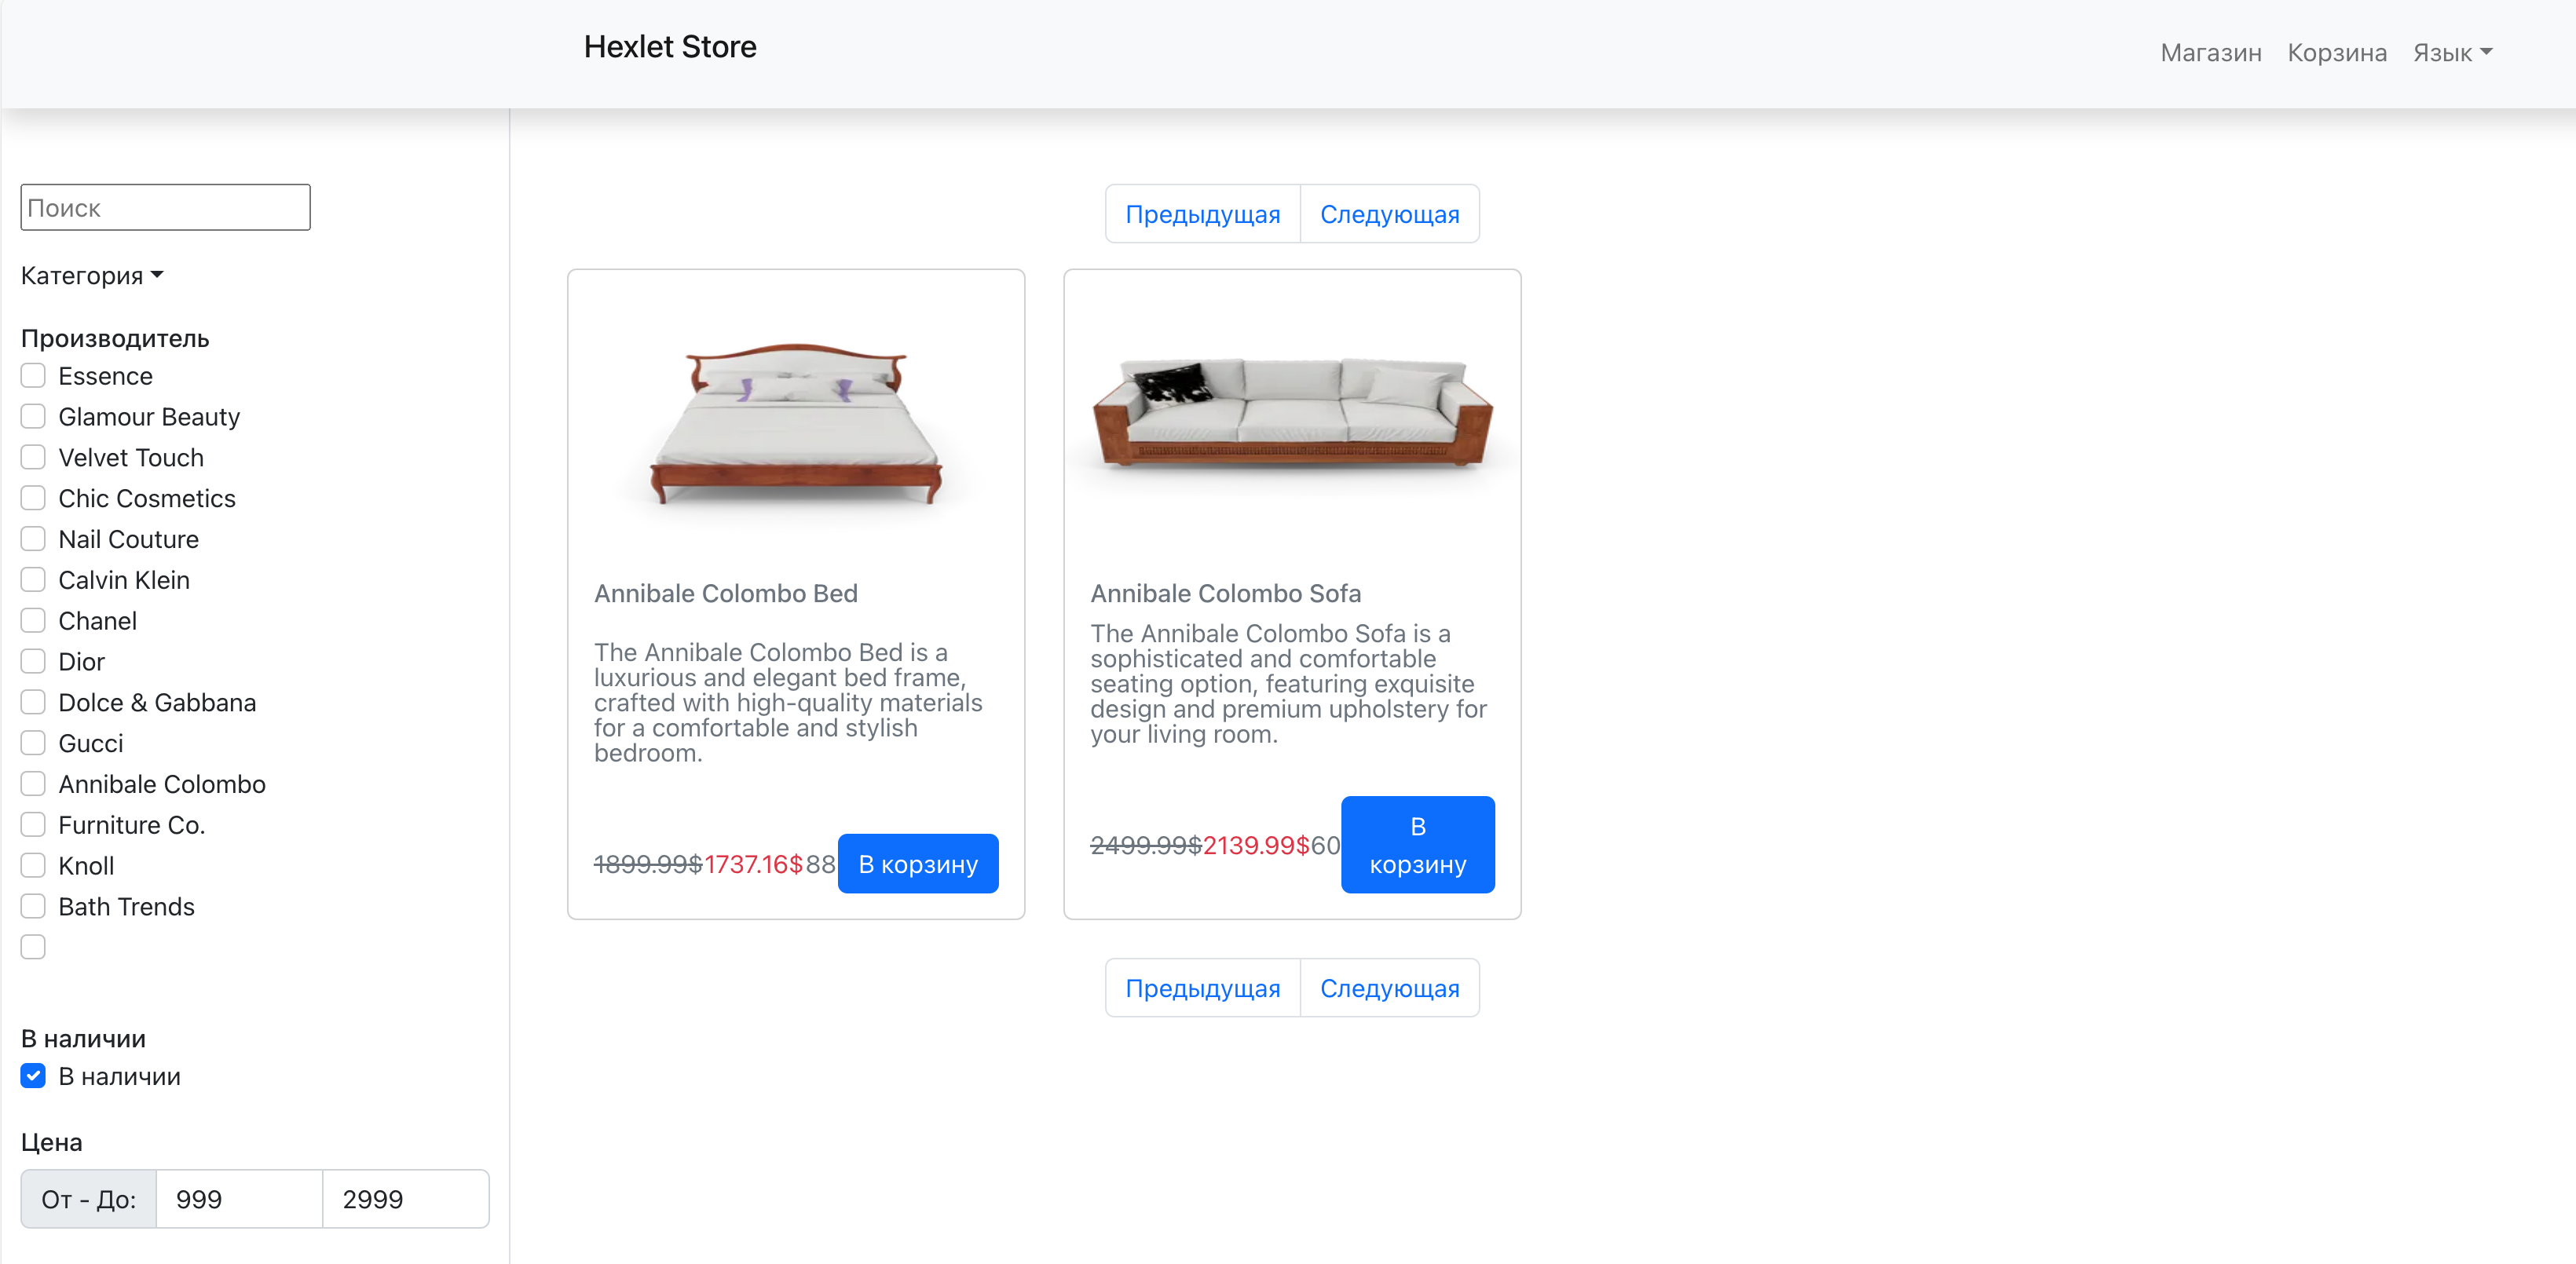 Hexlet Store
Магазин Корзина Язык
Поиск
Категория
Производитель
Essence
Glamour Beauty
Velvet Touch
Chic Cosmetics
Nail Couture
Calvin Klein
Chanel
Dior
Dolce & Gabbana
Gucci
Annibale Colombo
Furniture Co.
Knoll
Bath Trends
В наличии
В наличии
Цена
От - До: 999 2999
Предыдущая Следующая
Annibale Colombo Bed
The Annibale Colombo Bed is a
luxurious and elegant bed frame,
crafted with high-quality materials
for a comfortable and stylish
bedroom.
1899.99$1737.16$88 В корзину
Annibale Colombo Sofa
The Annibale Colombo Sofa is a
sophisticated and comfortable
seating option, featuring exquisite
design and premium upholstery for
your living room.
2499.99$2139.99$60
В
корзину
Предыдущая Следующая